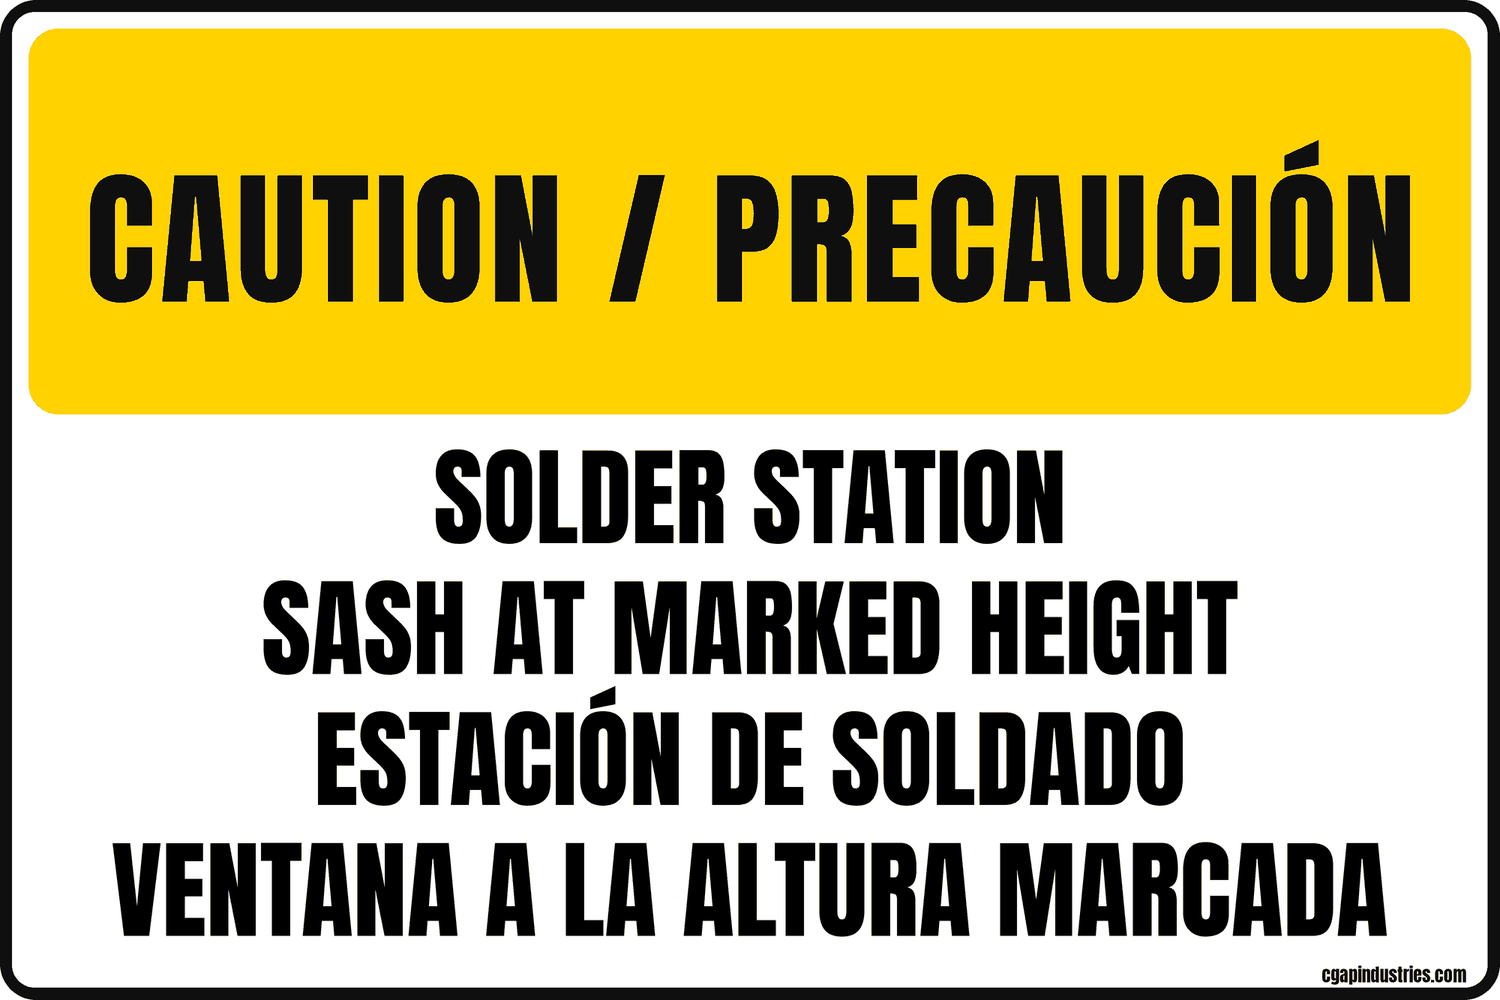 CAUTION / PRECAUCIÓN
SOLDER STATION
SASH AT MARKED HEIGHT
ESTACIÓN DE SOLDADO
VENTANA A LA ALTURA MARCADA
cgapindustries.com